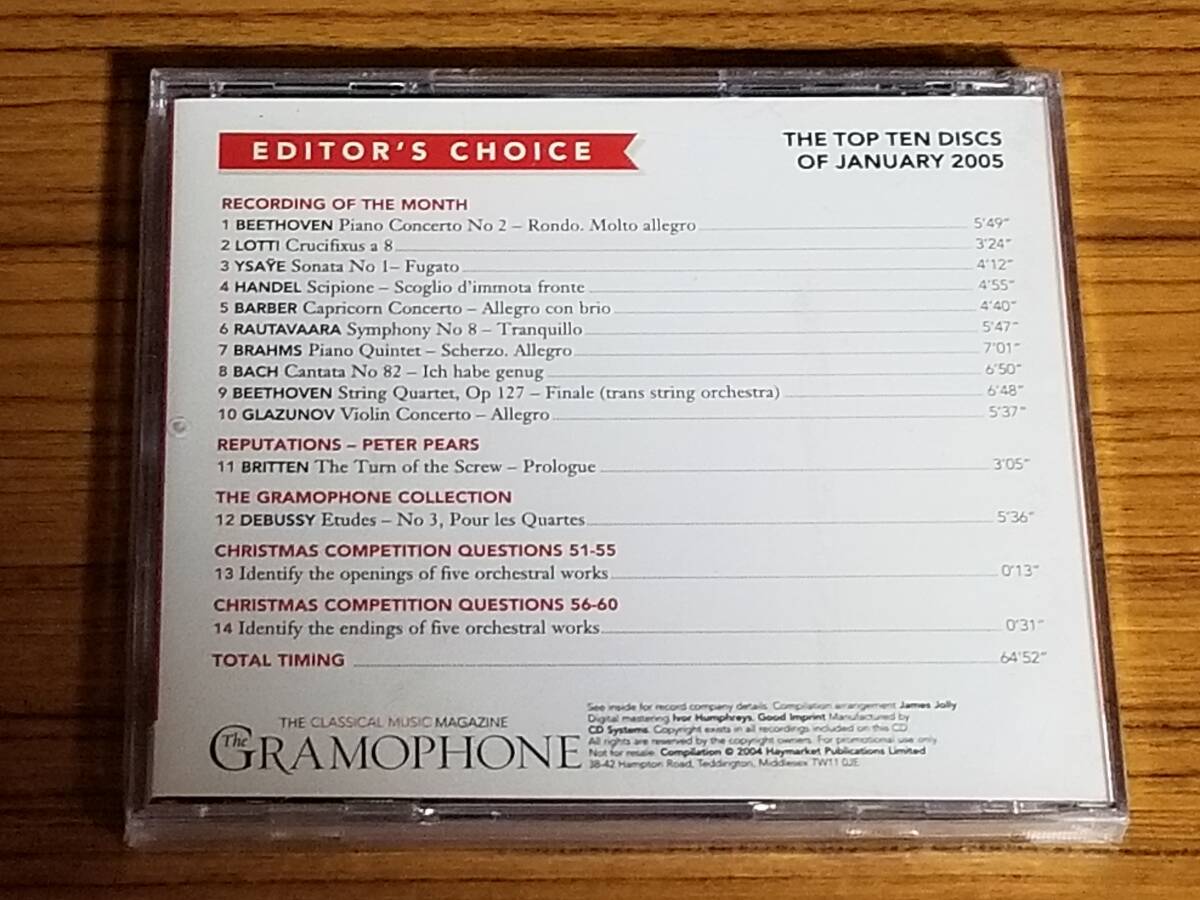 EDITOR'S CHOICE
THE TOP TEN DISCS
OF JANUARY 2005
RECORDING OF THE MONTH
1 BEETHOVEN Piano Concerto No 2 – Rondo. Molto allegro 5'49"
2 LOTTI Crucifixus a 8 3'24"
3 YSAŸE Sonata No 1– Fugato 4'12"
4 HANDEL Scipione – Scoglio d'immota fronte 4'55"
5 BARBER Capricorn Concerto – Allegro con brio 4'40"
6 RAUTAVAARA Symphony No 8 – Tranquillo 5'47"
7 BRAHMS Piano Quintet – Scherzo. Allegro 7'01"
8 BACH Cantata No 82 – Ich habe genug 6'50"
9 BEETHOVEN String Quartet, Op 127 – Finale (trans string orchestra) 6'48"
10 GLAZUNOV Violin Concerto – Allegro 5'37"
REPUTATIONS – PETER PEARS
11 BRITTEN The Turn of the Screw – Prologue 3'05"
THE GRAMOPHONE COLLECTION
12 DEBUSSY Etudes – No 3, Pour les Quartes 5'36"
CHRISTMAS COMPETITION QUESTIONS 51-55
13 Identify the openings of five orchestral works 0'13"
CHRISTMAS COMPETITION QUESTIONS 56-60
14 Identify the endings of five orchestral works 0'31"
TOTAL TIMING 64'52"
THE CLASSICAL MUSIC MAGAZINE
The GRAMOPHONE
See inside for record company details. Compilation arrangement James Jolly
Digital mastering Ivor Humphreys, Good Imprint Manufactured by
CD Systems. Copyright exists in all recordings included on this CD.
All rights are reserved by the copyright owners. For promotional use only.
Not for resale. Compilation © 2004 Haymarket Publications Limited
38-42 Hampton Road, Teddington, Middlesex TW11 0JE